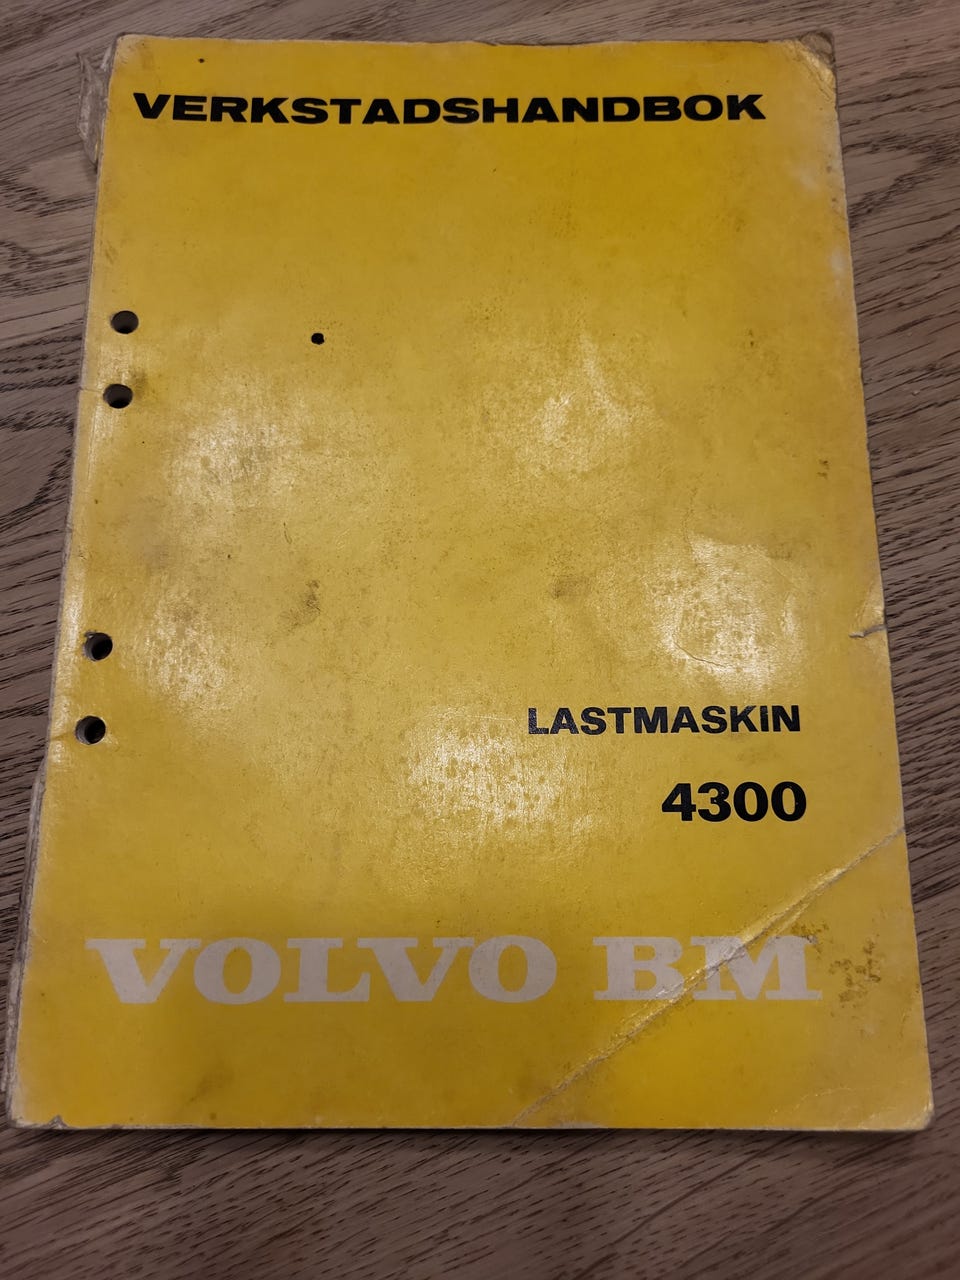 VERKSTADSHANDBOK
LASTMASKIN
4300
VOLVO BM